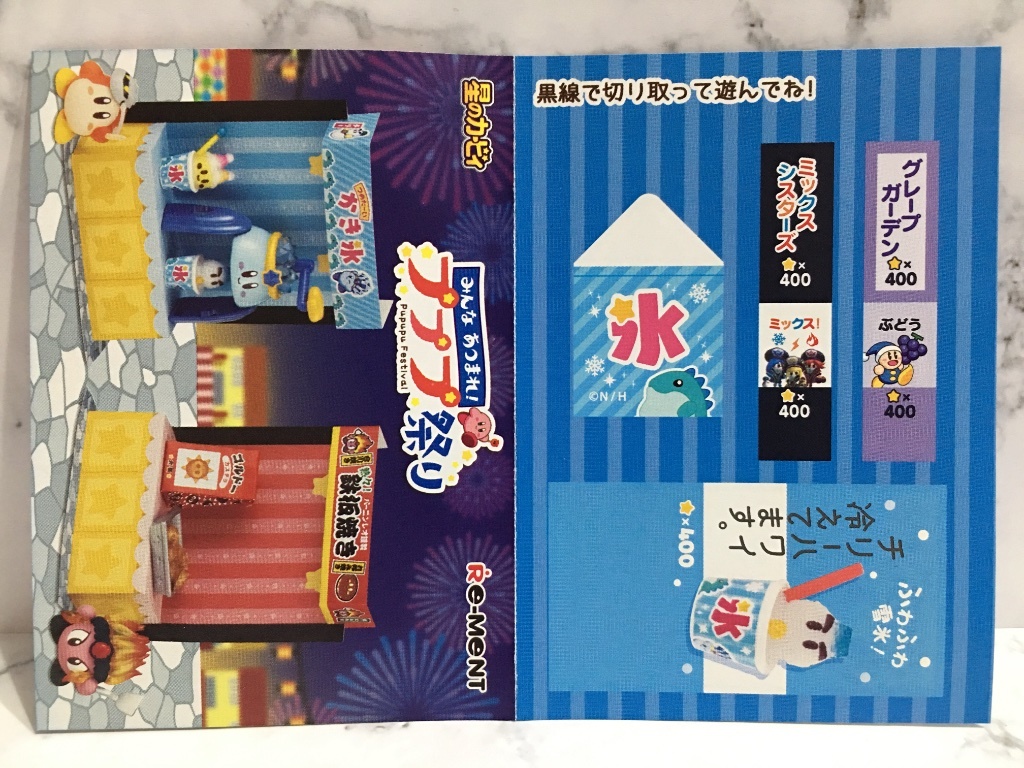 星のカービィ
みんな あつまれ!
プププ祭り
Pupupu Festival
Re-MENT
かき氷
氷
氷
ゴルドー
鉄板焼き
黒線で切り取って遊んでね!
ミックス
シスターズ
×
400
ミックス!
×
400
グレープ
ガーデン
×
400
ぶどう
×
400
氷
©N/H
チリーハワイ
冷えてます。
×400
ふわふわ
雪氷!
氷